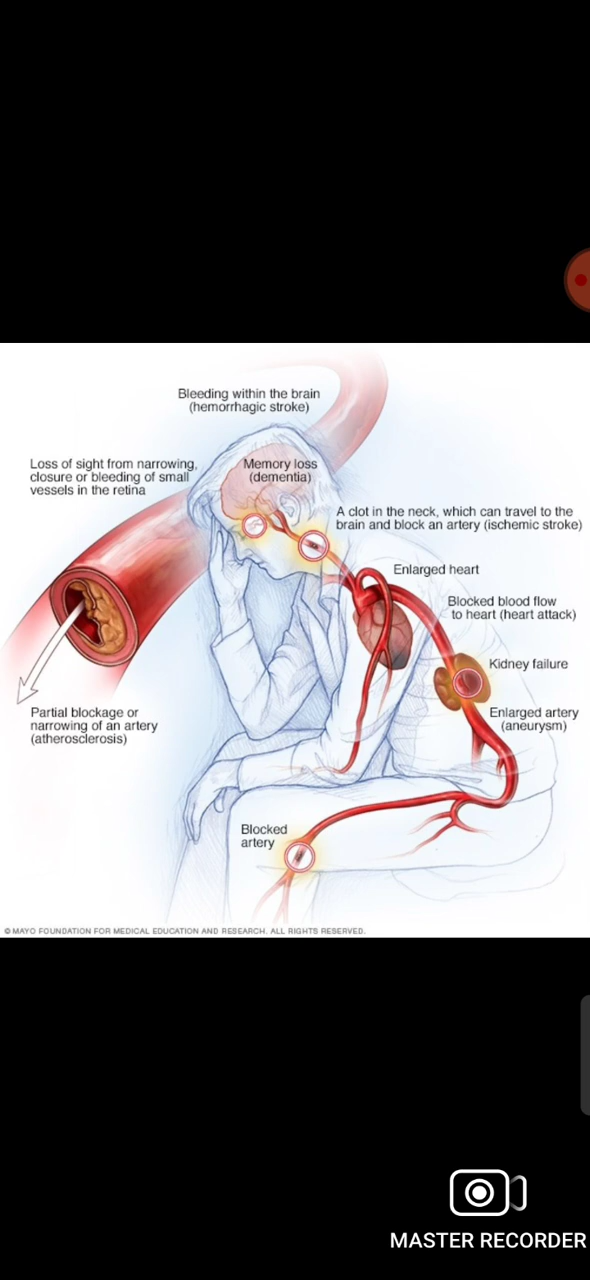 Bleeding within the brain
(hemorrhagic stroke)
Loss of sight from narrowing,
closure or bleeding of small
vessels in the retina
Memory loss
(dementia)
A clot in the neck, which can travel to the
brain and block an artery (ischemic stroke)
Enlarged heart
Blocked blood flow
to heart (heart attack)
Kidney failure
Enlarged artery
(aneurysm)
Partial blockage or
narrowing of an artery
(atherosclerosis)
Blocked
artery
© MAYO FOUNDATION FOR MEDICAL EDUCATION AND RESEARCH. ALL RIGHTS RESERVED.
MASTER RECORDER